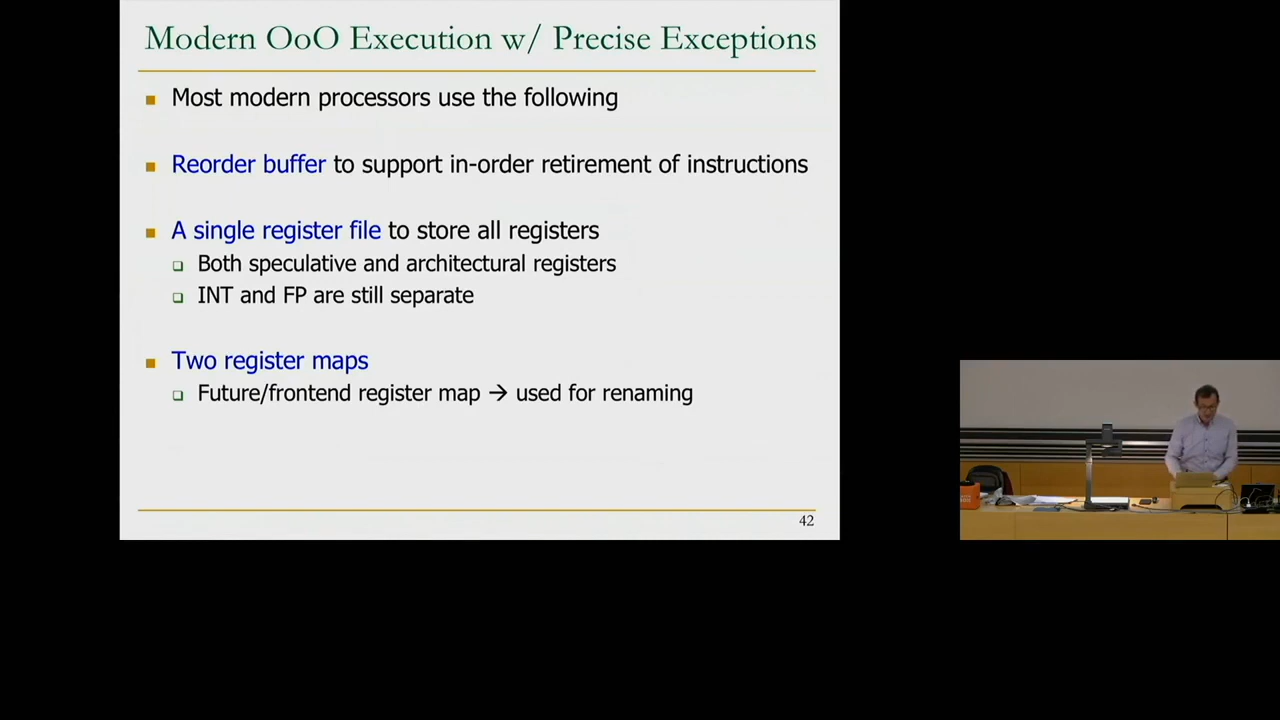 Modern OoO Execution w/ Precise Exceptions
Most modern processors use the following
Reorder buffer to support in-order retirement of instructions
A single register file to store all registers
Both speculative and architectural registers
INT and FP are still separate
Two register maps
Future/frontend register map → used for renaming
42